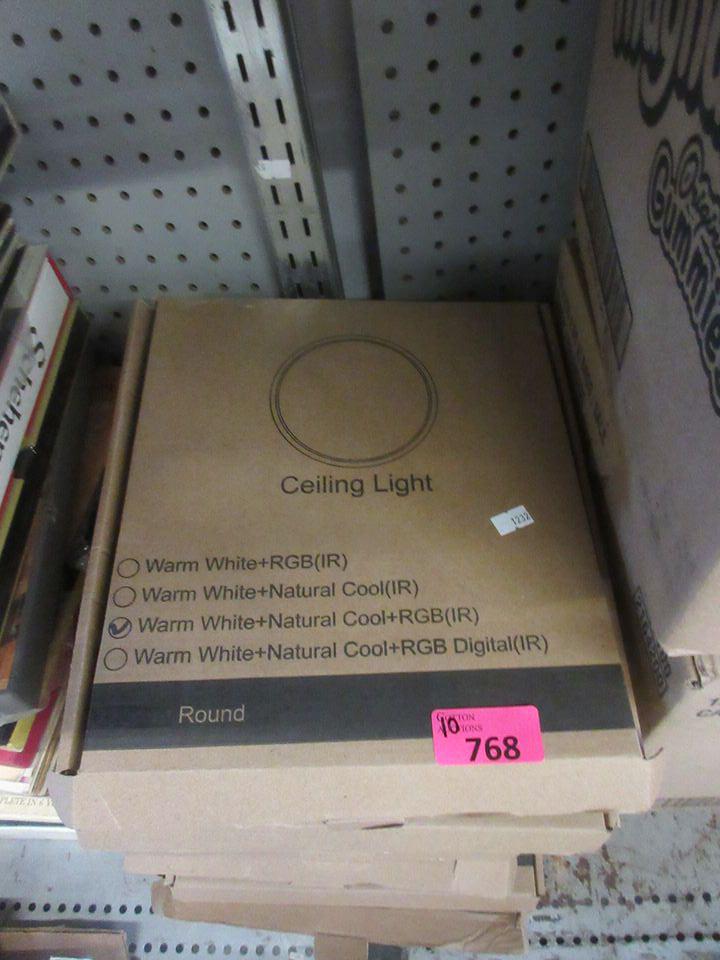 Ceiling Light
1232
Warm White+RGB(IR)
Warm White+Natural Cool(IR)
Warm White+Natural Cool+RGB(IR)
Warm White+Natural Cool+RGB Digital(IR)
Round
10
768